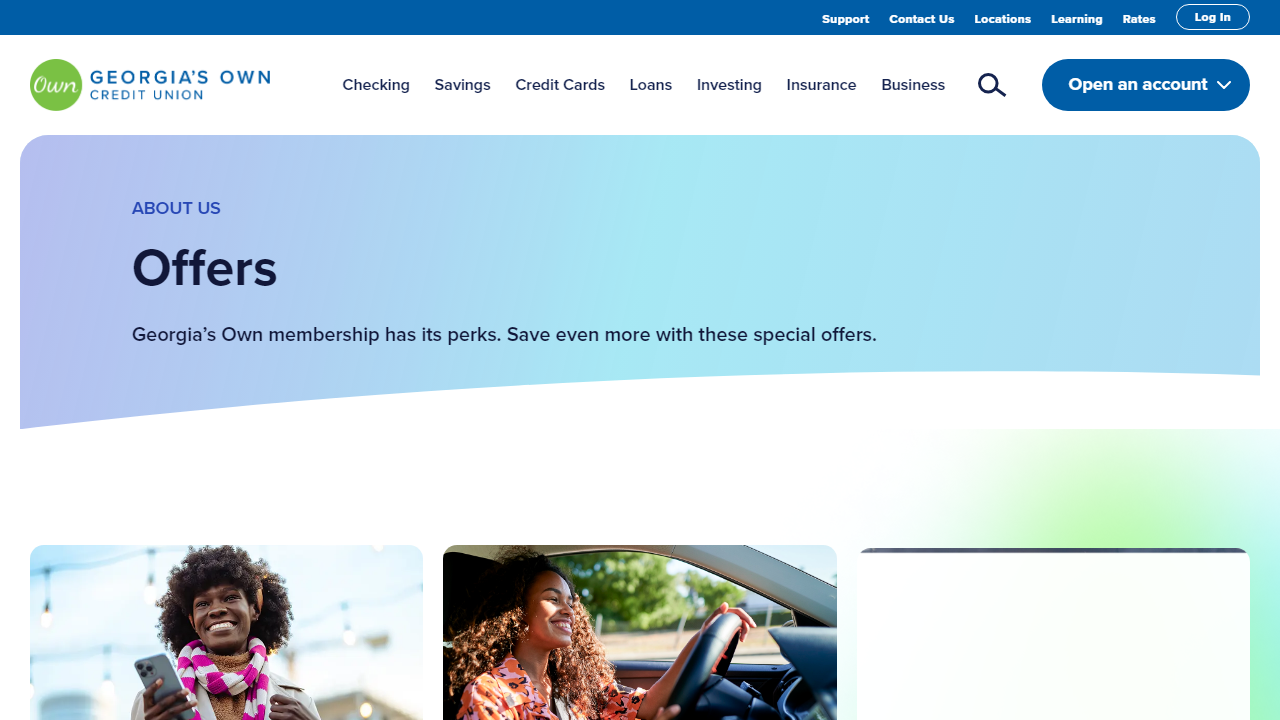 Support Contact Us Locations Learning Rates Log In
Own GEORGIA'S OWN
CREDIT UNION
Checking Savings Credit Cards Loans Investing Insurance Business Open an account
ABOUT US
Offers
Georgia’s Own membership has its perks. Save even more with these special offers.